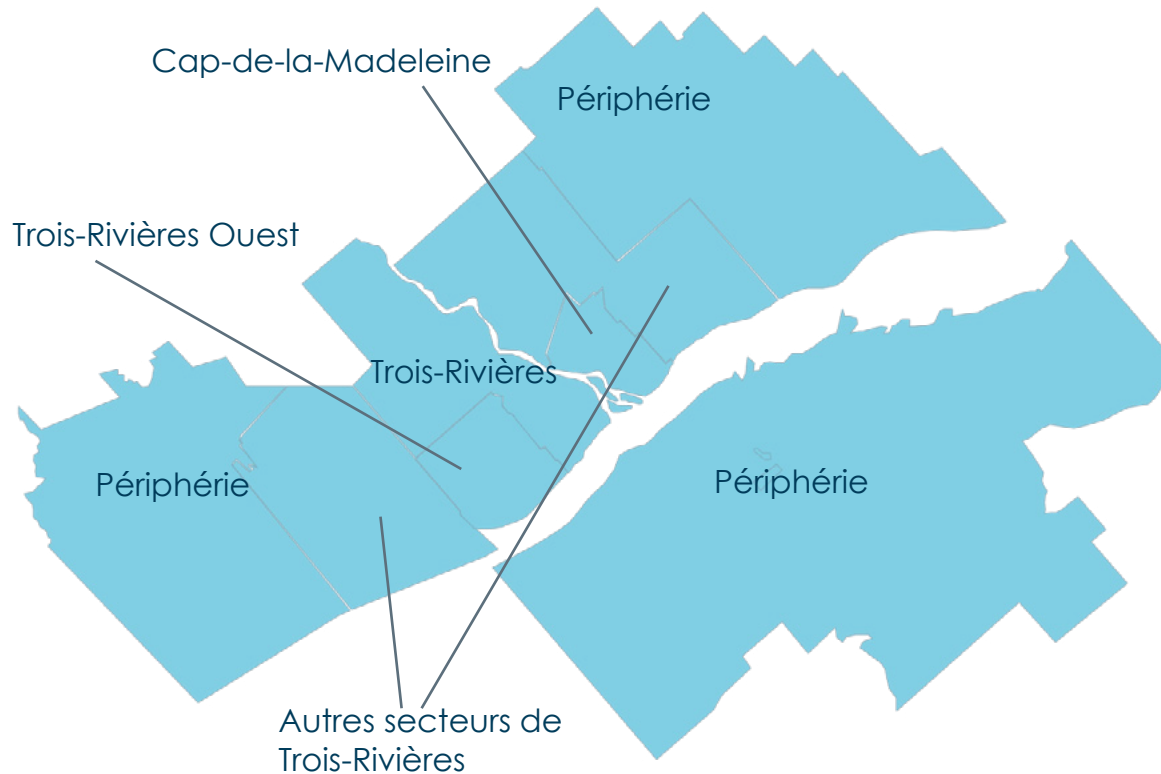 Cap-de-la-Madeleine
Périphérie
Trois-Rivières Ouest
Trois-Rivières
Périphérie
Périphérie
Autres secteurs de
Trois-Rivières